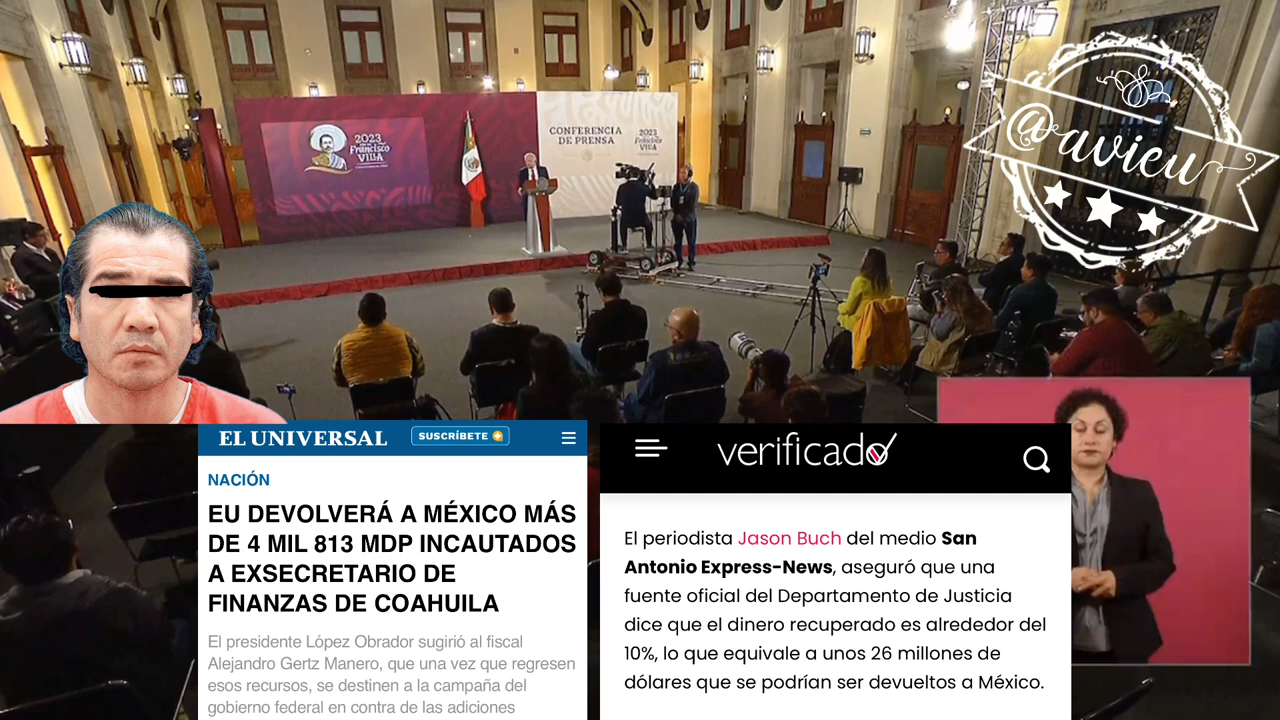 @avieu
2023
Francisco
VILLA
CONFERENCIA
DE PRENSA
2023
Francisco
VILLA
EL UNIVERSAL
SUSCRÍBETE
NACIÓN
EU DEVOLVERÁ A MÉXICO MÁS
DE 4 MIL 813 MDP INCAUTADOS
A EXSECRETARIO DE
FINANZAS DE COAHUILA
El presidente López Obrador sugirió al fiscal
Alejandro Gertz Manero, que una vez que regresen
esos recursos, se destinen a la campaña del
gobierno federal en contra de las adiciones
verificado
El periodista Jason Buch del medio San
Antonio Express-News, aseguró que una
fuente oficial del Departamento de Justicia
dice que el dinero recuperado es alrededor del
10%, lo que equivale a unos 26 millones de
dólares que se podrían ser devueltos a México.